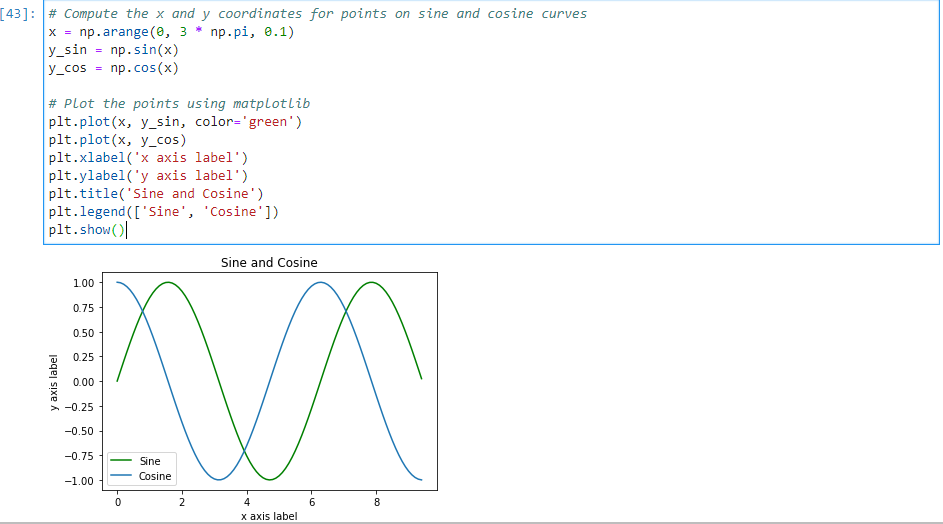 [43]: # Compute the x and y coordinates for points on sine and cosine curves
x = np.arange(0, 3 * np.pi, 0.1)
y_sin = np.sin(x)
y_cos = np.cos(x)
# Plot the points using matplotlib
plt.plot(x, y_sin, color='green')
plt.plot(x, y_cos)
plt.xlabel('x axis label')
plt.ylabel('y axis label')
plt.title('Sine and Cosine')
plt.legend(['Sine', 'Cosine'])
plt.show()
Sine and Cosine
1.00
0.75
0.50
0.25
0.00
−0.25
−0.50
−0.75
−1.00
y axis label
Sine
Cosine
0 2 4 6 8
x axis label